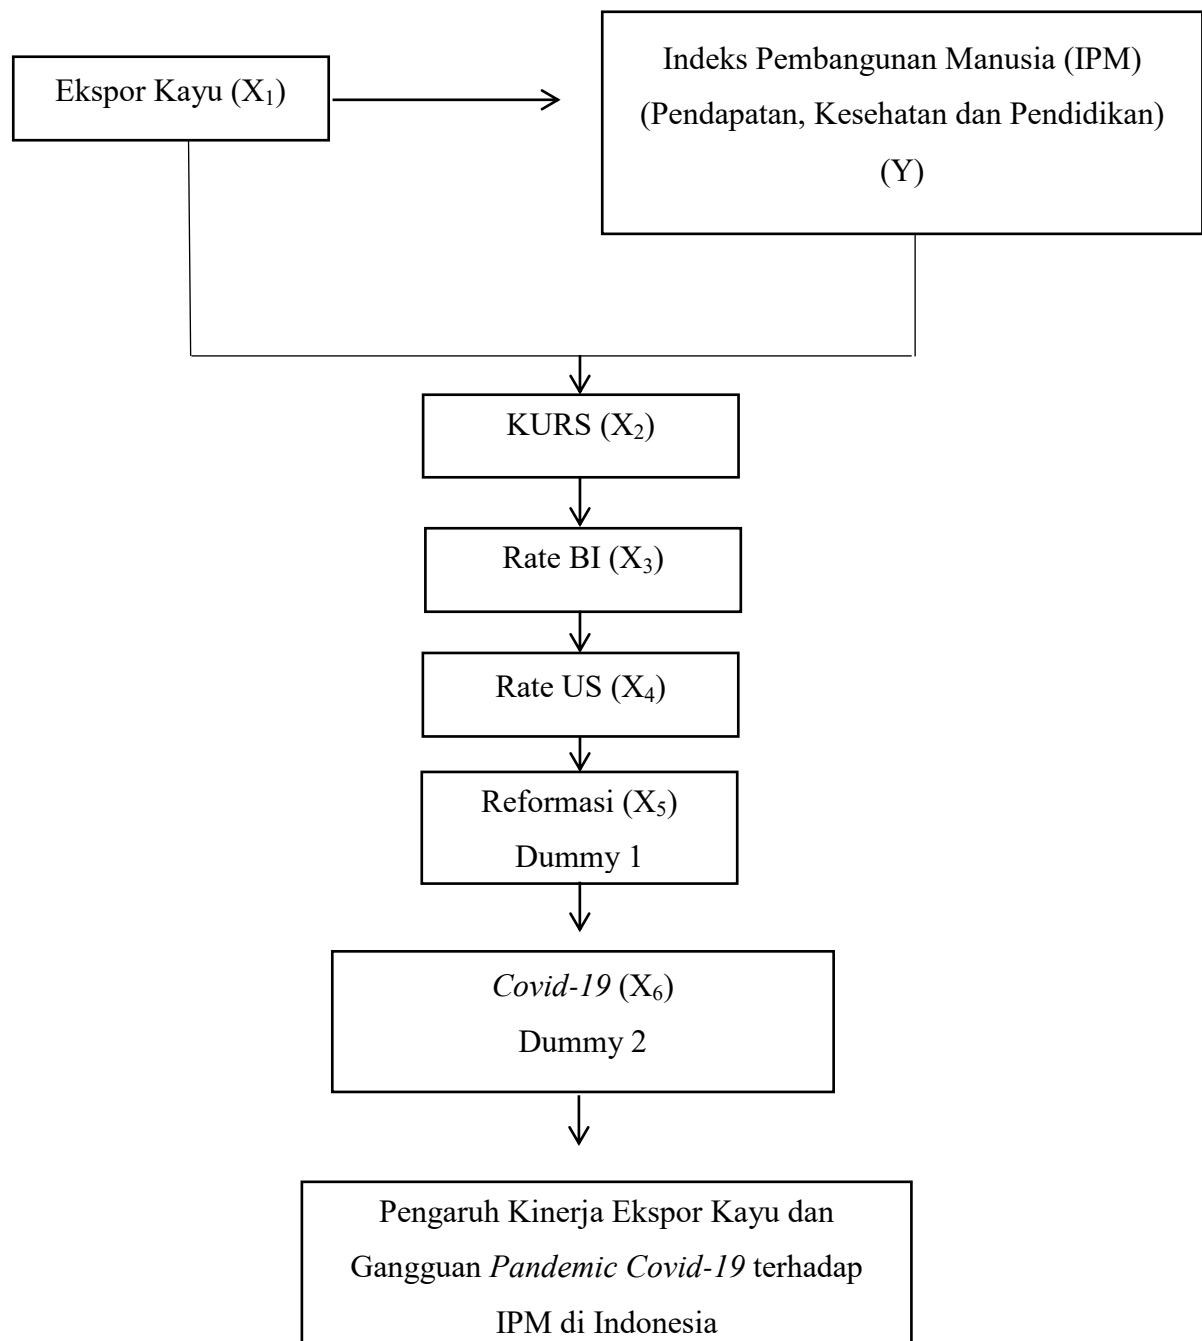 Ekspor Kayu (X₁)
Indeks Pembangunan Manusia (IPM)
(Pendapatan, Kesehatan dan Pendidikan)
(Y)
KURS (X₂)
Rate BI (X₃)
Rate US (X₄)
Reformasi (X₅)
Dummy 1
Covid-19 (X₆)
Dummy 2
Pengaruh Kinerja Ekspor Kayu dan
Gangguan Pandemic Covid-19 terhadap
IPM di Indonesia